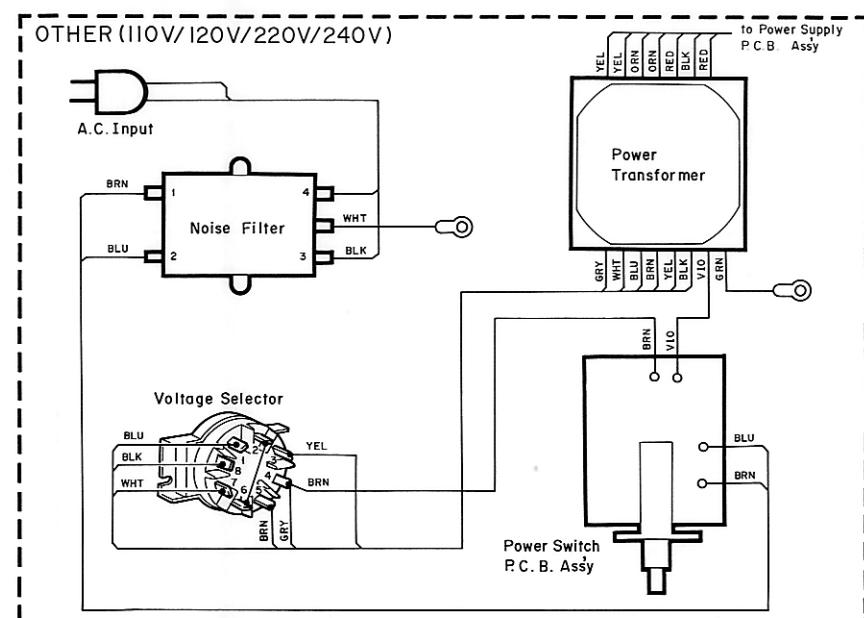 OTHER (110V/120V/220V/240V)
to Power Supply
P.C.B. Ass'y
YEL
YEL
ORN
ORN
RED
BLK
RED
A.C. Input
Power
Transformer
BRN
1
4
WHT
Noise Filter
BLU
2
3
BLK
GRY
WHT
BLU
BRN
YEL
BLK
VIO
GRN
BRN
VIO
Voltage Selector
BLU
BLK
WHT
1
2
3
4
5
6
7
8
YEL
BRN
BRN
GRY
BLU
BRN
Power Switch
P.C.B. Ass'y